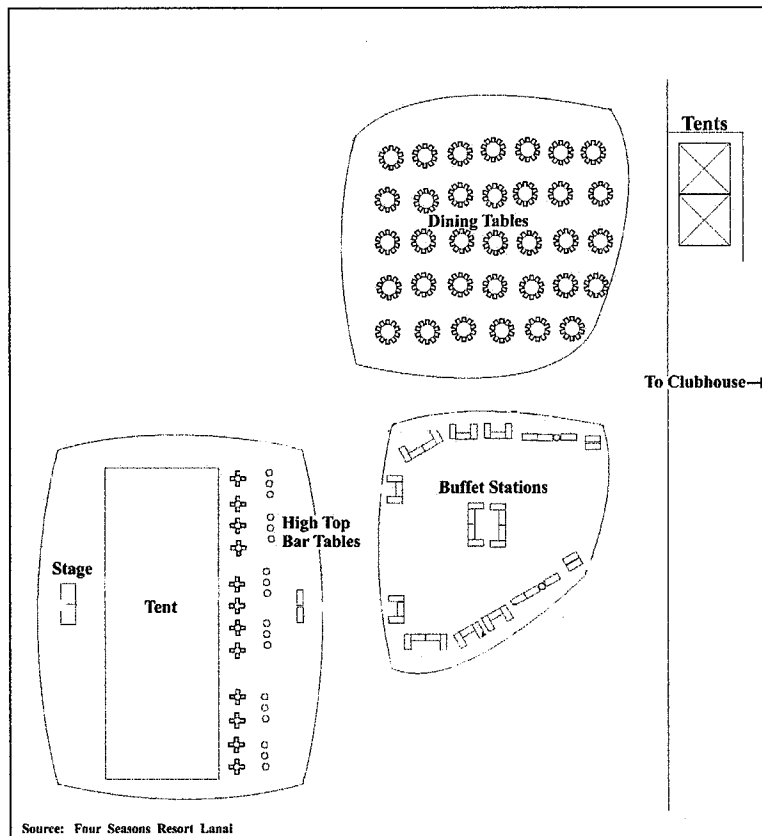 Tents
Dining Tables
To Clubhouse
Buffet Stations
High Top
Bar Tables
Stage
Tent
Source: Four Seasons Resort Lanai